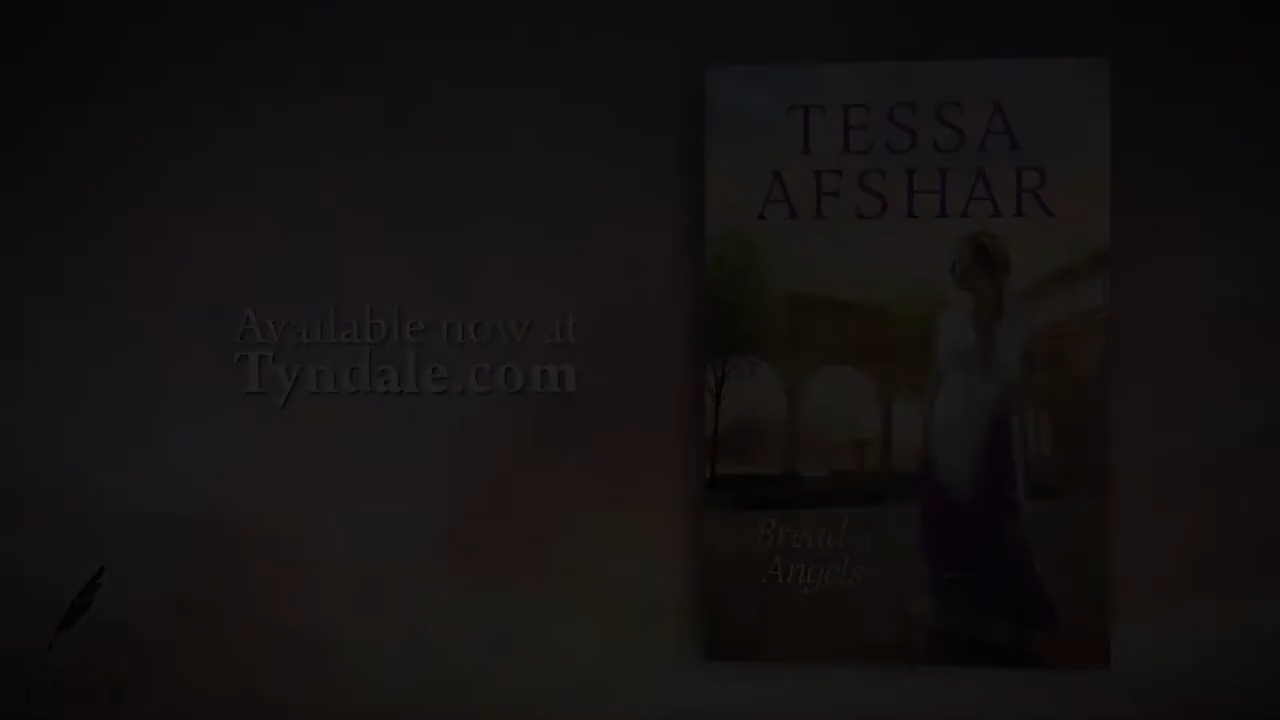 Available now at
Tyndale.com
TESSA
AFSHAR
Bread of
Angels